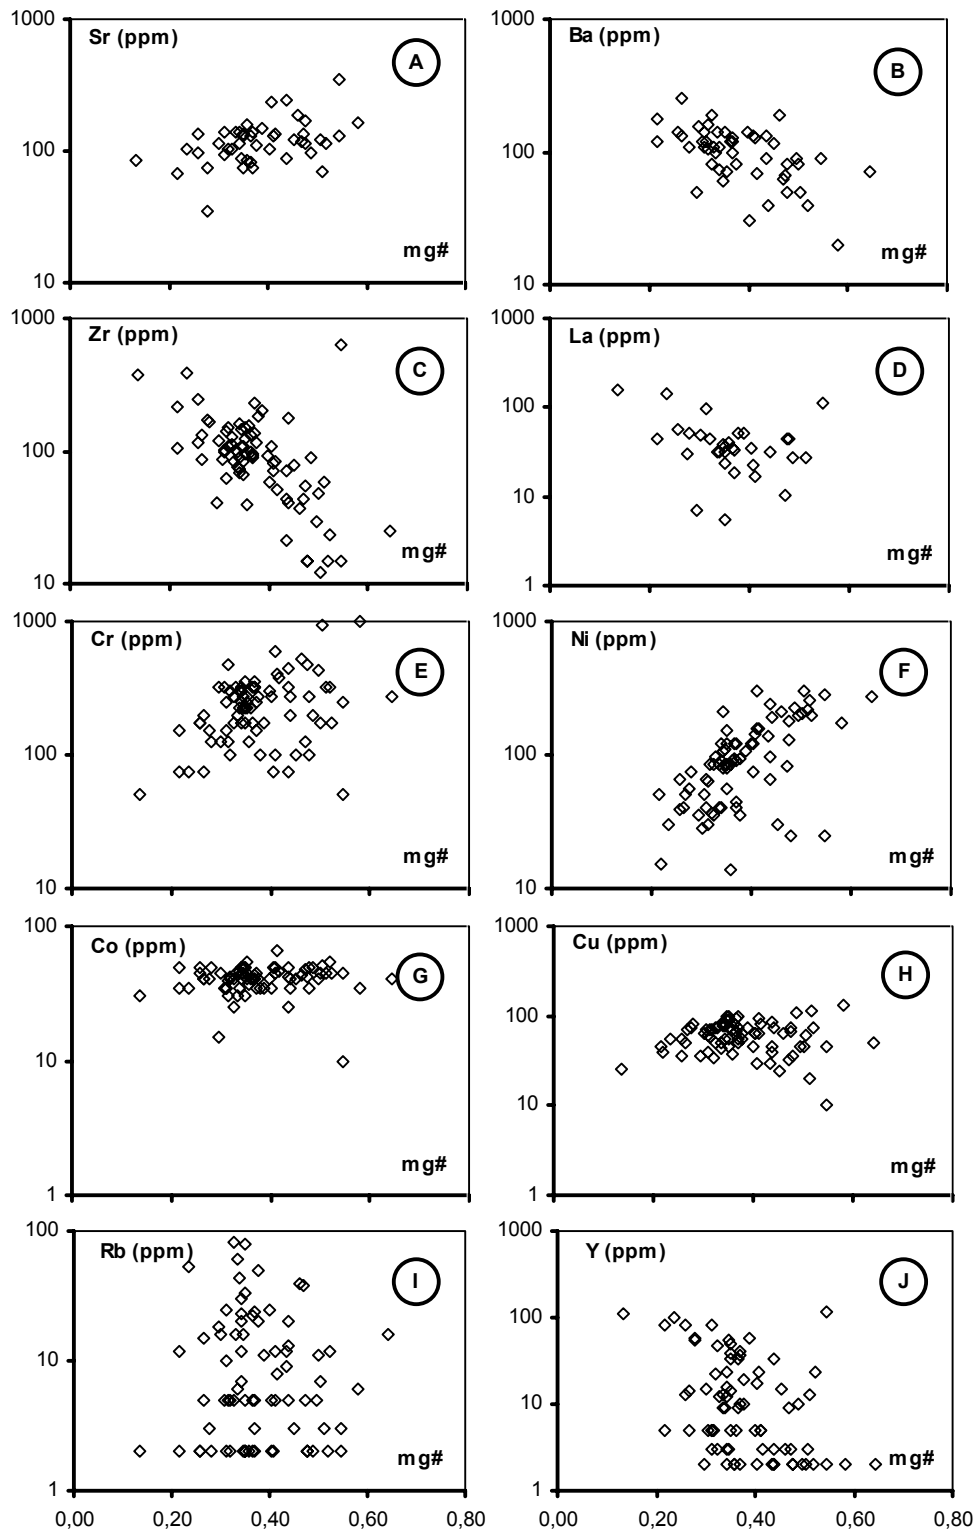 1000 1000
Sr (ppm) Ba (ppm)
A B
100 100
mg# mg#
10 10
1000 1000
Zr (ppm) La (ppm)
C D
100
100
10
mg# mg#
10 1
1000 1000
Cr (ppm) Ni (ppm)
E F
100 100
mg# mg#
10 10
100 1000
Co (ppm) Cu (ppm)
G H
100
10
10
mg# mg#
1 1
100 1000
Rb (ppm) Y (ppm)
I J
100
10
10
mg# mg#
1 1
0,00 0,20 0,40 0,60 0,80 0,00 0,20 0,40 0,60 0,80